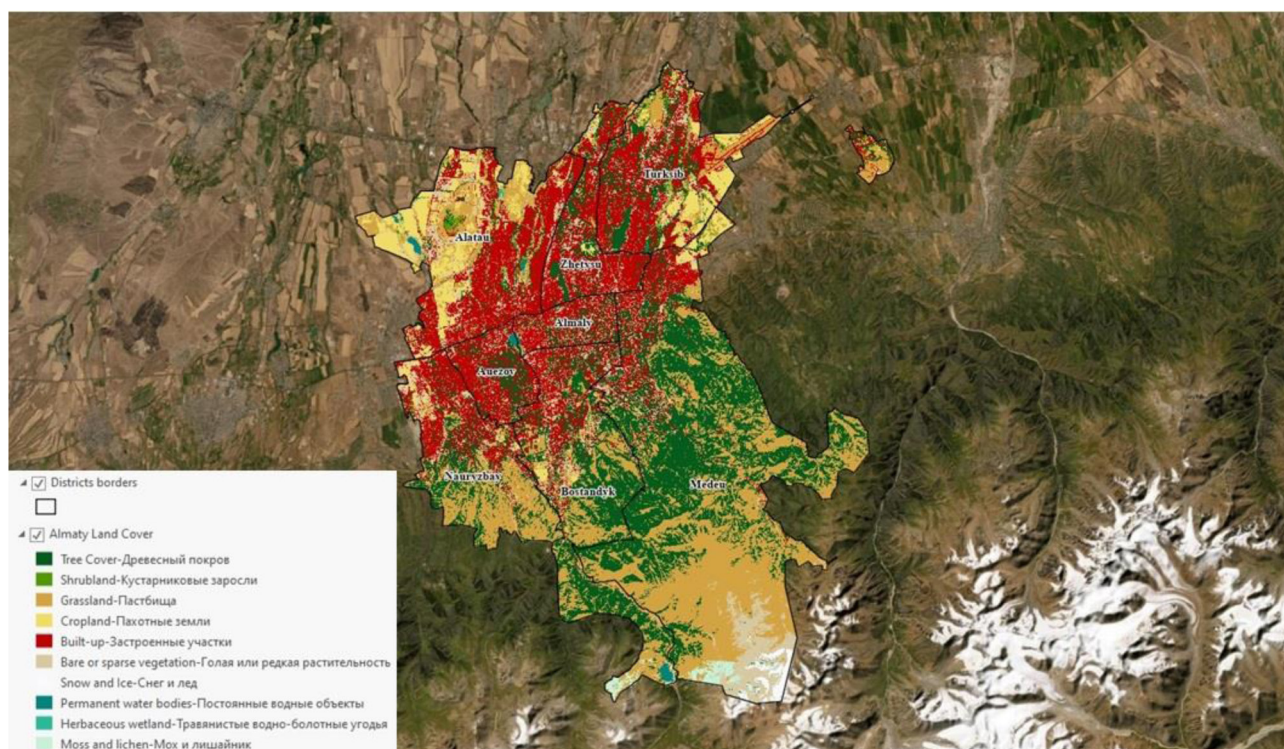 Turksib
Alatau
Zhetysu
Almaly
Auezov
Nauryzbay
Bostandyk
Medeu
Districts borders
Almaty Land Cover
Tree Cover-Древесный покров
Shrubland-Кустарниковые заросли
Grassland-Пастбища
Cropland-Пахотные земли
Built-up-Застроенные участки
Bare or sparse vegetation-Голая или редкая растительность
Snow and Ice-Снег и лед
Permanent water bodies-Постоянные водные объекты
Herbaceous wetland-Травянистые водно-болотные угодья
Moss and lichen-Мох и лишайник